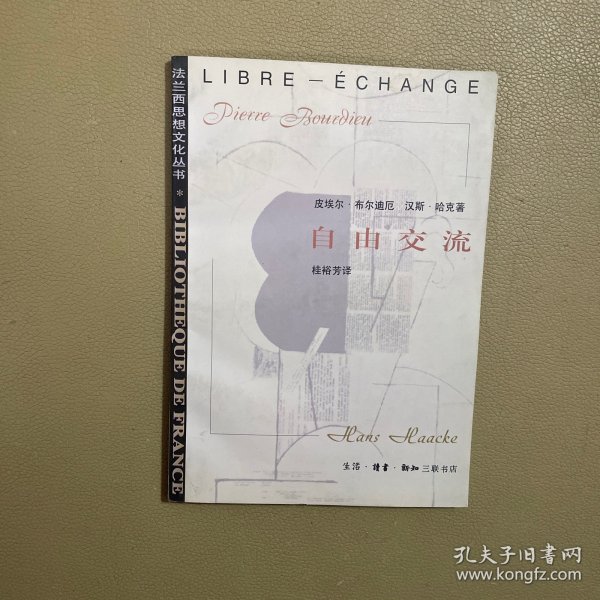 LIBRE – ÉCHANGE
Pierre Bourdieu
皮埃尔·布尔迪厄 汉斯·哈克著
自由交流
桂裕芳译
Hans Haacke
生活·讀書·新知三联书店
法兰西思想文化丛书 * BIBLIOTHEQUE DE FRANCE
孔夫子旧书网
www.kongfz.com